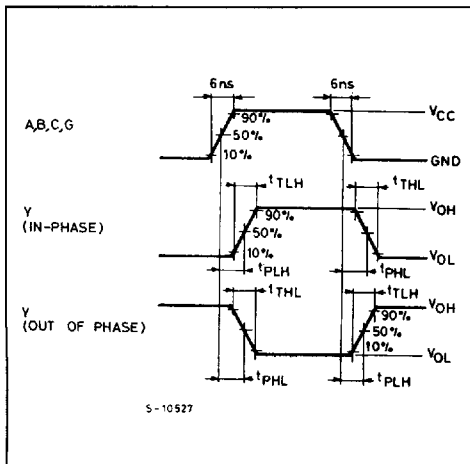 6ns 6ns
90% VCC
A,B,C,G 50%
10% GND
tTLH tTHL
90% VOH
Y
(IN-PHASE) 50%
10% VOL
tPLH tPHL
tTHL tTLH
VOH
90%
Y
(OUT OF PHASE) 50%
10% VOL
tPHL tPLH
S-10527